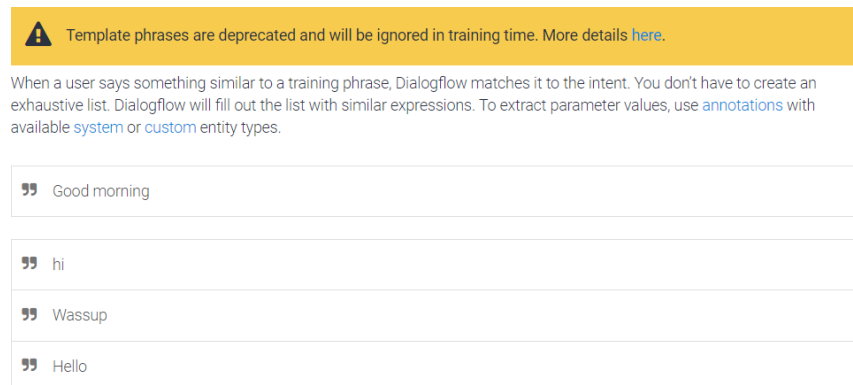 Template phrases are deprecated and will be ignored in training time. More details here.
When a user says something similar to a training phrase, Dialogflow matches it to the intent. You don't have to create an
exhaustive list. Dialogflow will fill out the list with similar expressions. To extract parameter values, use annotations with
available system or custom entity types.
Good morning
hi
Wassup
Hello